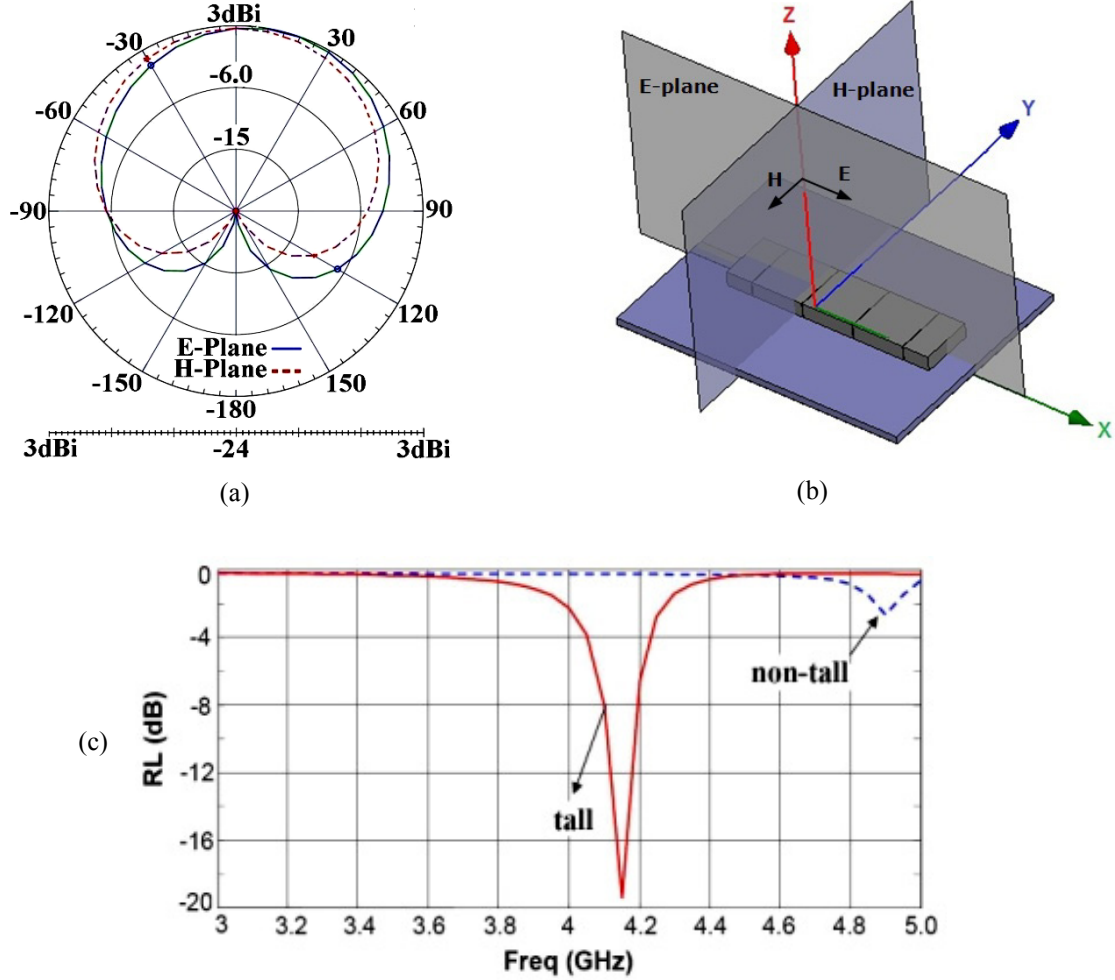 3dBi
-30
30
-6.0
-60
60
-15
-90
90
-120
120
E-Plane
H-Plane
-150
150
-180
3dBi
-24
3dBi
(a)
Z
E-plane
H-plane
Y
H
E
X
(b)
0
-4
-8
-12
-16
-20
RL (dB)
non-tall
tall
(c)
3 3.2 3.4 3.6 3.8 4 4.2 4.4 4.6 4.8 5.0
Freq (GHz)